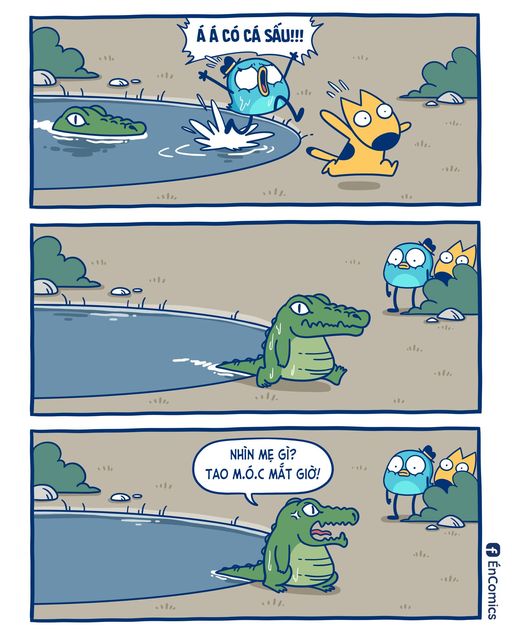 Á Á CÓ CÁ SẤU!!!
NHÌN MẸ GÌ?
TAO M.Ó.C MẮT GIỜ!
ÉnComics